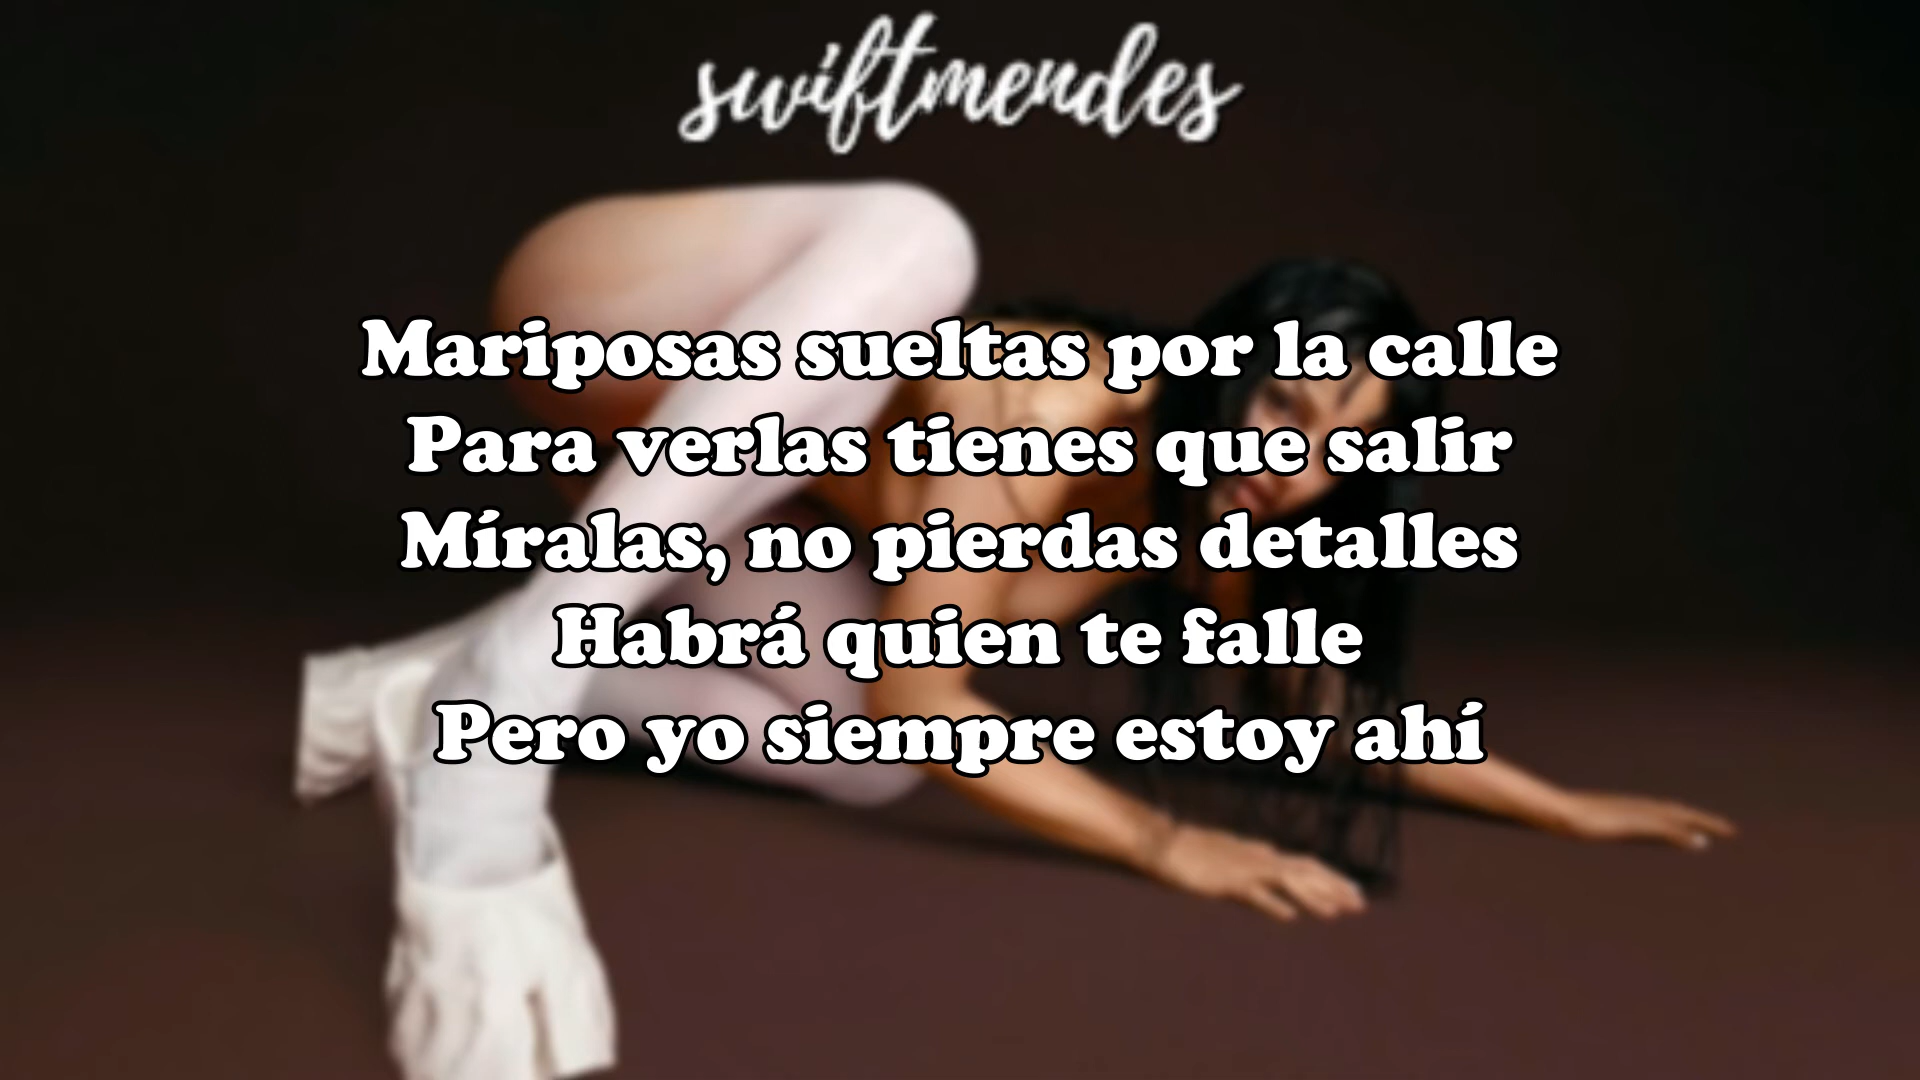 swiftmendes
Mariposas sueltas por la calle
Para verlas tienes que salir
Míralas, no pierdas detalles
Habrá quien te falle
Pero yo siempre estoy ahí